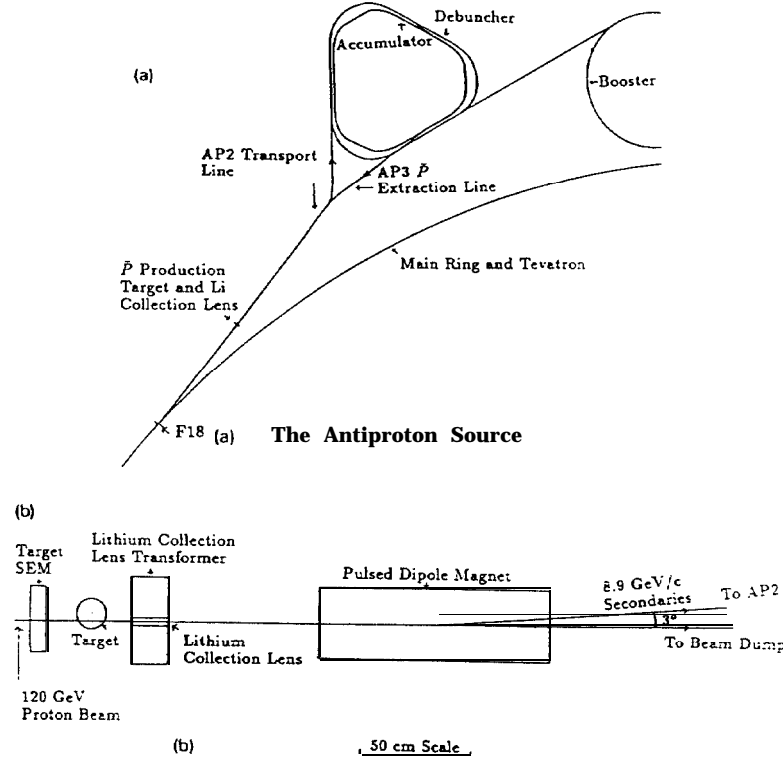 Debuncher
Accumulator
(a)
Booster
AP2 Transport
Line
AP3 P̄
Extraction Line
P̄ Production
Target and Li
Collection Lens
Main Ring and Tevatron
F18 (a)
The Antiproton Source
(b)
Target
SEM
Lithium Collection
Lens Transformer
Pulsed Dipole Magnet
8.9 GeV/c
Secondaries
To AP2
3°
To Beam Dump
Target
Lithium
Collection Lens
120 GeV
Proton Beam
(b)
50 cm Scale